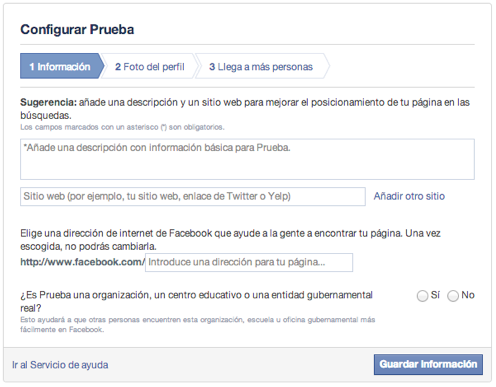 Configurar Prueba
1 Información
2 Foto del perfil
3 Llega a más personas
Sugerencia: añade una descripción y un sitio web para mejorar el posicionamiento de tu página en las
búsquedas.
Los campos marcados con un asterisco (*) son obligatorios.
*Añade una descripción con información básica para Prueba.
Sitio web (por ejemplo, tu sitio web, enlace de Twitter o Yelp)
Añadir otro sitio
Elige una dirección de internet de Facebook que ayude a la gente a encontrar tu página. Una vez
escogida, no podrás cambiarla.
http://www.facebook.com/ Introduce una dirección para tu página...
¿Es Prueba una organización, un centro educativo o una entidad gubernamental
real?
Sí
No
Esto ayudará a que otras personas encuentren esta organización, escuela u oficina gubernamental más
fácilmente en Facebook.
Ir al Servicio de ayuda
Guardar Información